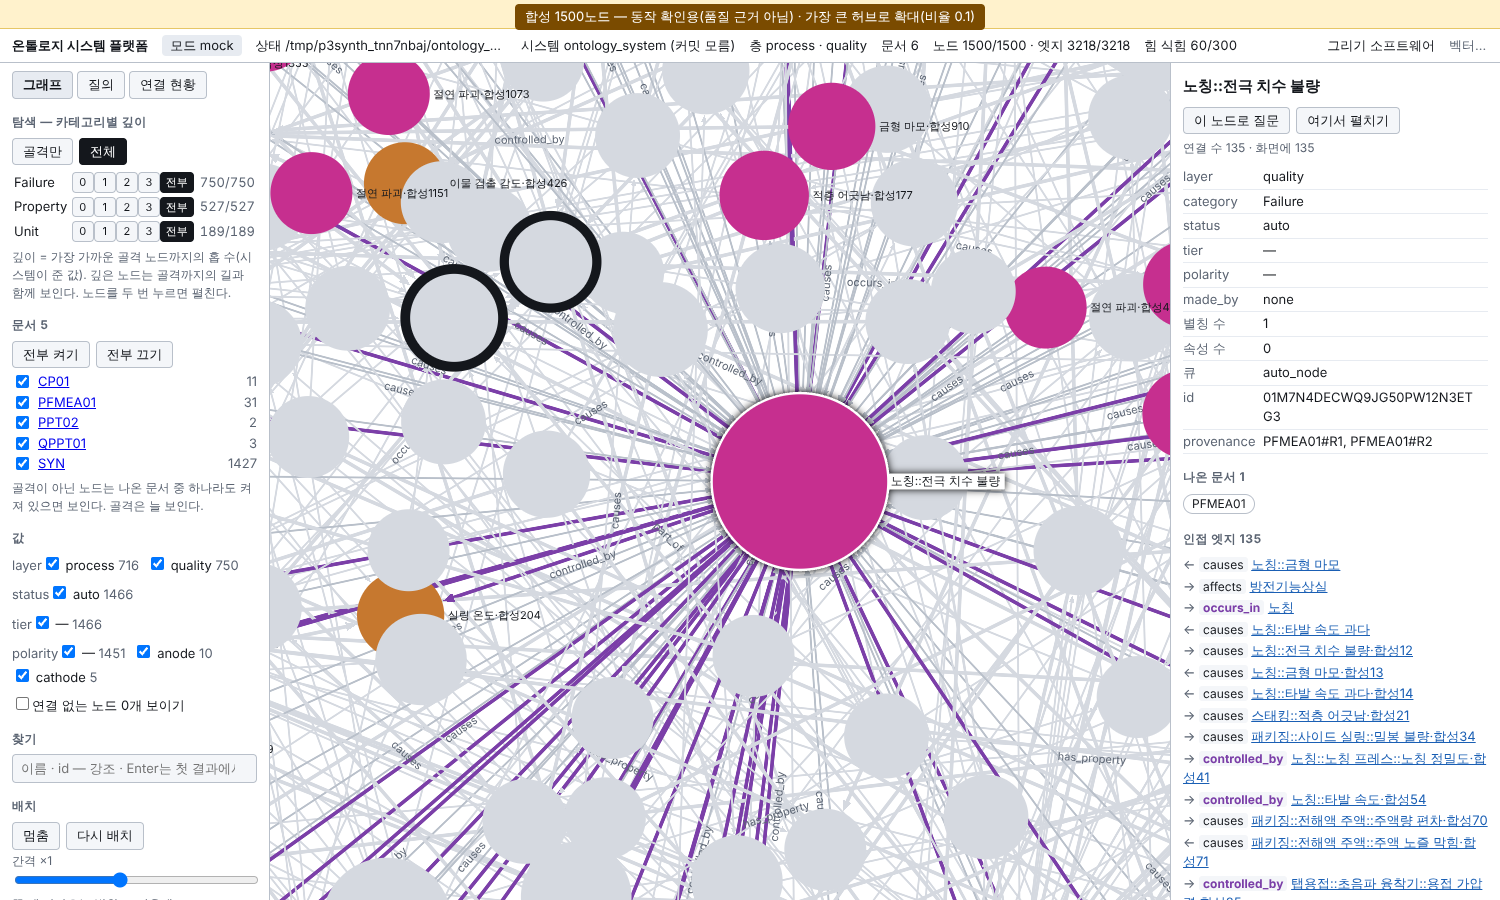 합성 1500노드 — 동작 확인용(품질 근거 아님) · 가장 큰 허브로 확대(비율 0.1)
온톨로지 시스템 플랫폼 모드 mock 상태 /tmp/p3synth_tnn7nbaj/ontology_... 시스템 ontology_system (커밋 모름) 층 process · quality 문서 6 노드 1500/1500 · 엣지 3218/3218 힘 식힘 60/300 그리기 소프트웨어 벡터...
그래프 질의 연결 현황
탐색 — 카테고리별 깊이
골격만 전체
Failure 0 1 2 3 전부 750/750
Property 0 1 2 3 전부 527/527
Unit 0 1 2 3 전부 189/189
깊이 = 가장 가까운 골격 노드까지의 홉 수(시
스템이 준 값). 깊은 노드는 골격까지의 길과
함께 보인다. 노드를 두 번 누르면 펼친다.
문서 5
전부 켜기 전부 끄기
CP01 11
PFMEA01 31
PPT02 2
QPPT01 3
SYN 1427
골격이 아닌 노드는 나온 문서 중 하나라도 켜
져 있으면 보인다. 골격은 늘 보인다.
값
layer process 716 quality 750
status auto 1466
tier — 1466
polarity — 1451 anode 10
cathode 5
연결 없는 노드 0개 보이기
찾기
이름 · id — 강조 · Enter는 첫 결과에
배치
멈춤 다시 배치
간격 ×1
절연 파괴·합성1073
controlled_by
금형 마모·합성910
절연 파괴·합성1151
이물 검출 감도·합성426
적층 어긋남·합성177
causes
causes
occurs_in
절연 파괴·합성4
controlled_by
causes
controlled_by
causes
causes
causes
causes
causes
causes
노칭::전극 치수 불량
causes
part_of
controlled_by
causes
실링 온도·합성204
causes
causes
has_property
has_property
controlled_by
has_property
causes
causes
노칭::전극 치수 불량
이 노드로 질문 여기서 펼치기
연결 수 135 · 화면에 135
layer quality
category Failure
status auto
tier —
polarity —
made_by none
별칭 수 1
속성 수 0
큐 auto_node
id 01M7N4DECWQ9JG50PW12N3ET
G3
provenance PFMEA01#R1, PFMEA01#R2
나온 문서 1
PFMEA01
인접 엣지 135
← causes 노칭::금형 마모
→ affects 방전기능상실
→ occurs_in 노칭
← causes 노칭::타발 속도 과다
→ causes 노칭::전극 치수 불량·합성12
← causes 노칭::금형 마모·합성13
← causes 노칭::타발 속도 과다·합성14
→ causes 스태킹::적층 어긋남·합성21
→ causes 패키징::사이드 실링::밀봉 불량·합성34
→ controlled_by 노칭::노칭 프레스::노칭 정밀도·합
성41
→ controlled_by 노칭::타발 속도·합성54
→ causes 패키징::전해액 주액::주액량 편차·합성70
← causes 패키징::전해액 주액::주액 노즐 막힘·합
성71
→ controlled_by 탭용접::초음파 융착기::용접 가압